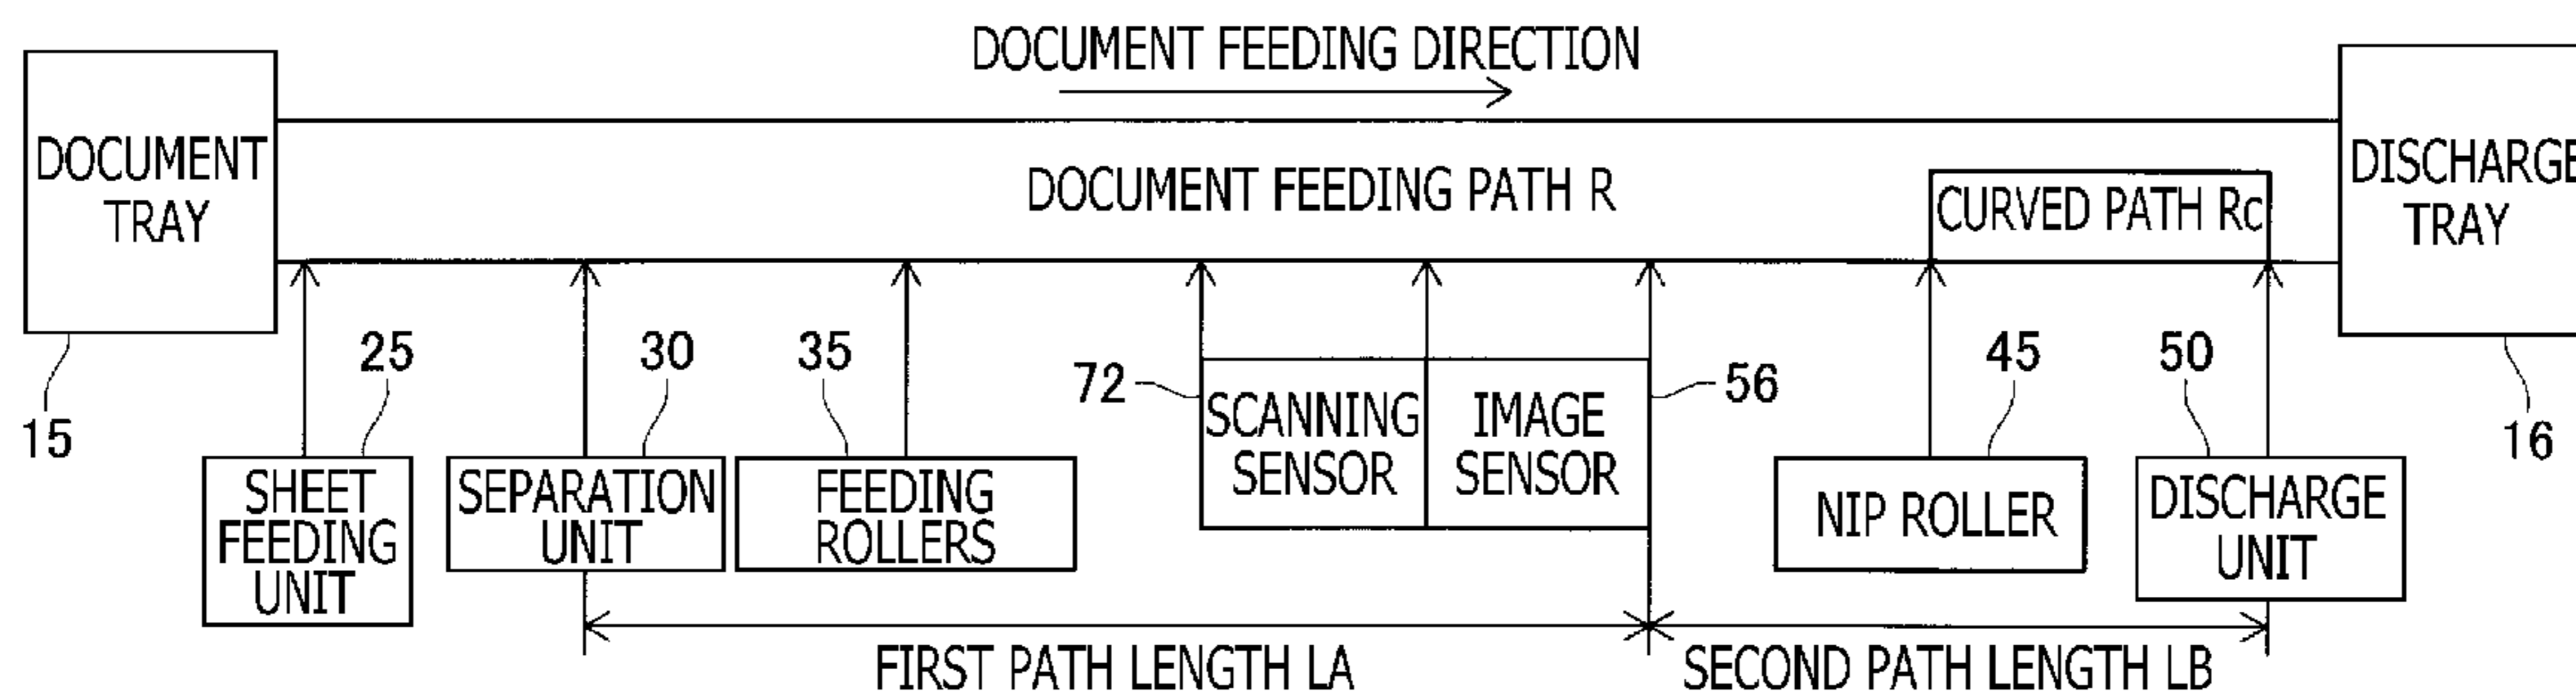 DOCUMENT FEEDING DIRECTION
DOCUMENT
TRAY
DOCUMENT FEEDING PATH R
CURVED PATH Rc
DISCHARGE
TRAY
15
25
30
35
72
56
45
50
16
SHEET
FEEDING
UNIT
SEPARATION
UNIT
FEEDING
ROLLERS
SCANNING
SENSOR
IMAGE
SENSOR
NIP ROLLER
DISCHARGE
UNIT
FIRST PATH LENGTH LA
SECOND PATH LENGTH LB